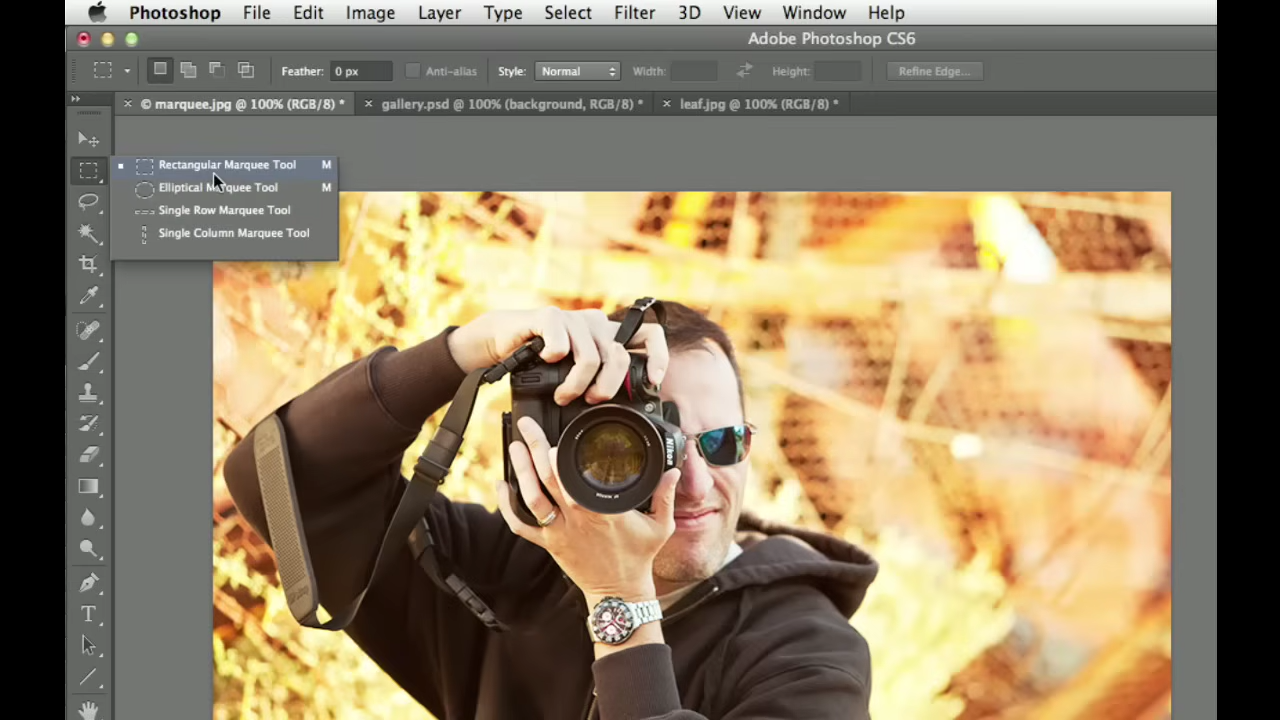 Photoshop File Edit Image Layer Type Select Filter 3D View Window Help
Adobe Photoshop CS6
Feather: 0 px Anti-alias Style: Normal Width: Height: Refine Edge...
© marquee.jpg @ 100% (RGB/8) * gallery.psd @ 100% (background, RGB/8) * leaf.jpg @ 100% (RGB/8) *
Rectangular Marquee Tool M
Elliptical Marquee Tool M
Single Row Marquee Tool
Single Column Marquee Tool
Nikon
T